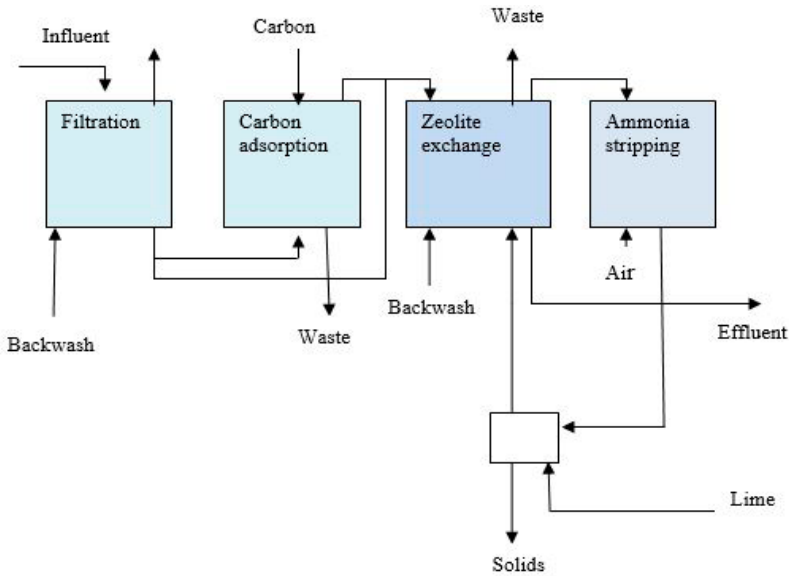 Influent
Carbon
Waste
Filtration
Carbon
adsorption
Zeolite
exchange
Ammonia
stripping
Air
Backwash
Backwash
Waste
Effluent
Lime
Solids